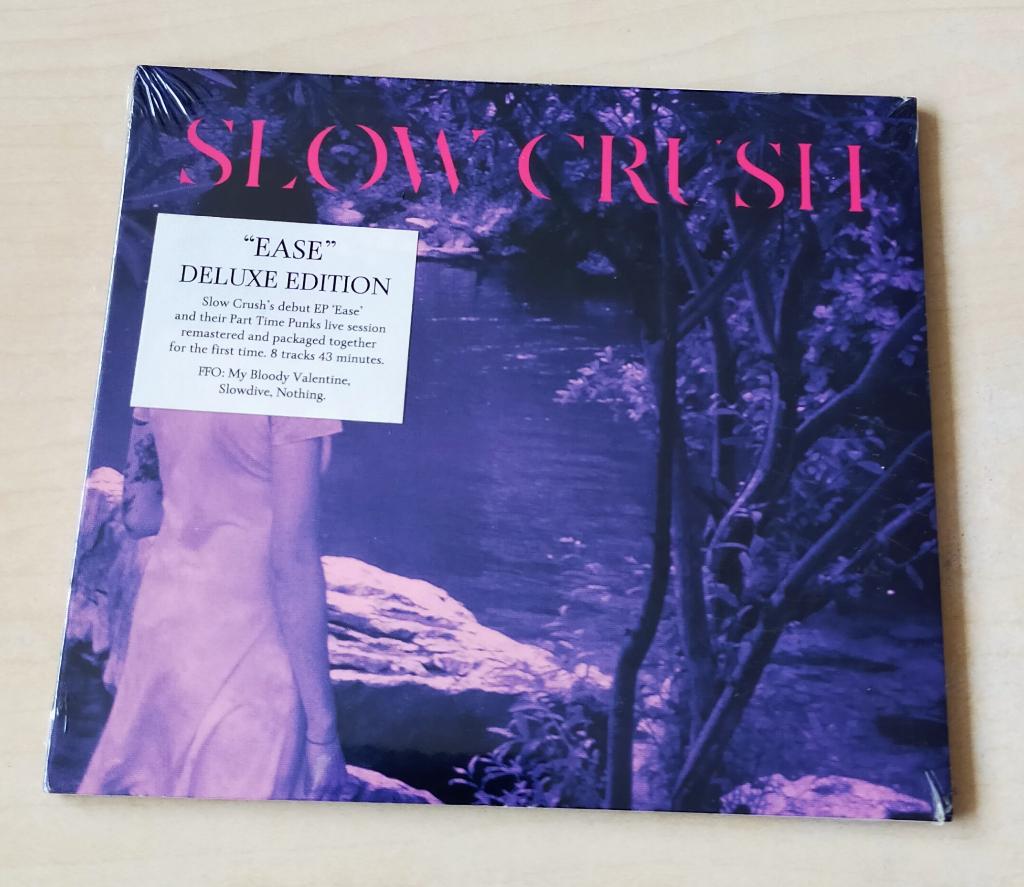 SLOW CRUSH
“EASE”
DELUXE EDITION
Slow Crush's debut EP ‘Ease’
and their Part Time Punks live session
remastered and packaged together
for the first time. 8 tracks 43 minutes.
FFO: My Bloody Valentine,
Slowdive, Nothing.